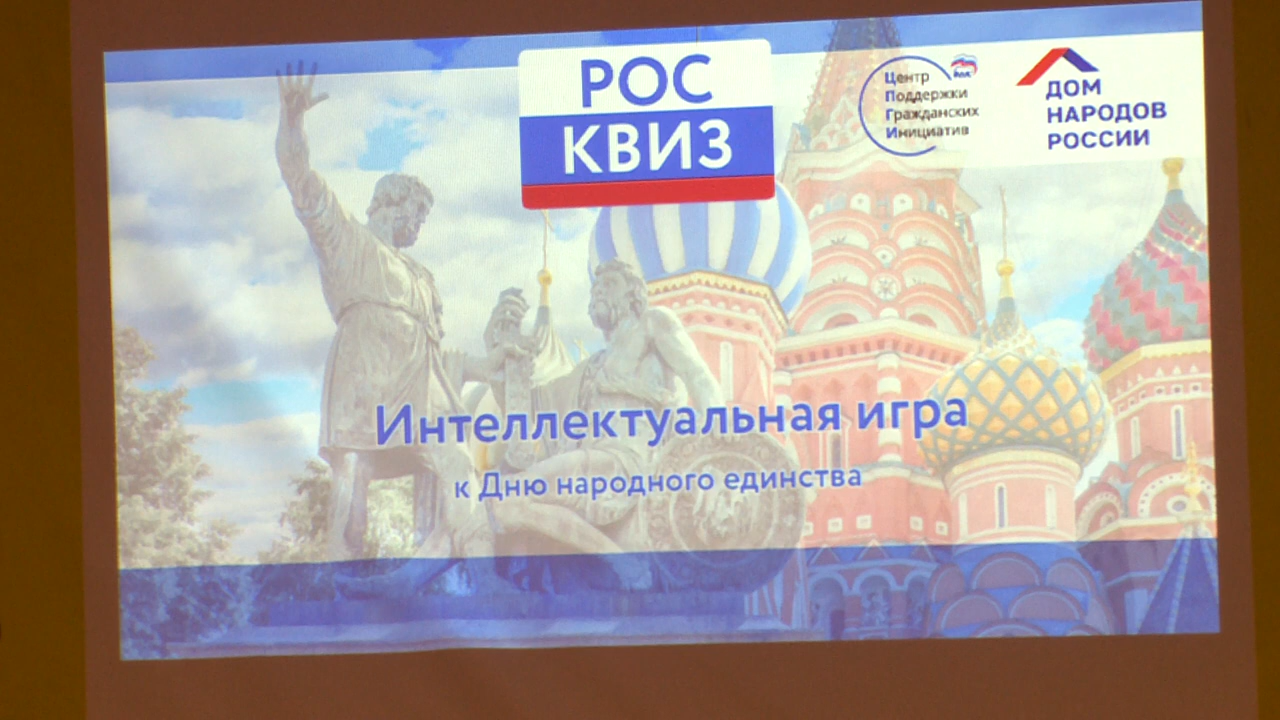 РОС
КВИЗ
Центр
Поддержки
Гражданских
Инициатив
ДОМ
НАРОДОВ
РОССИИ
Интеллектуальная игра
к Дню народного единства